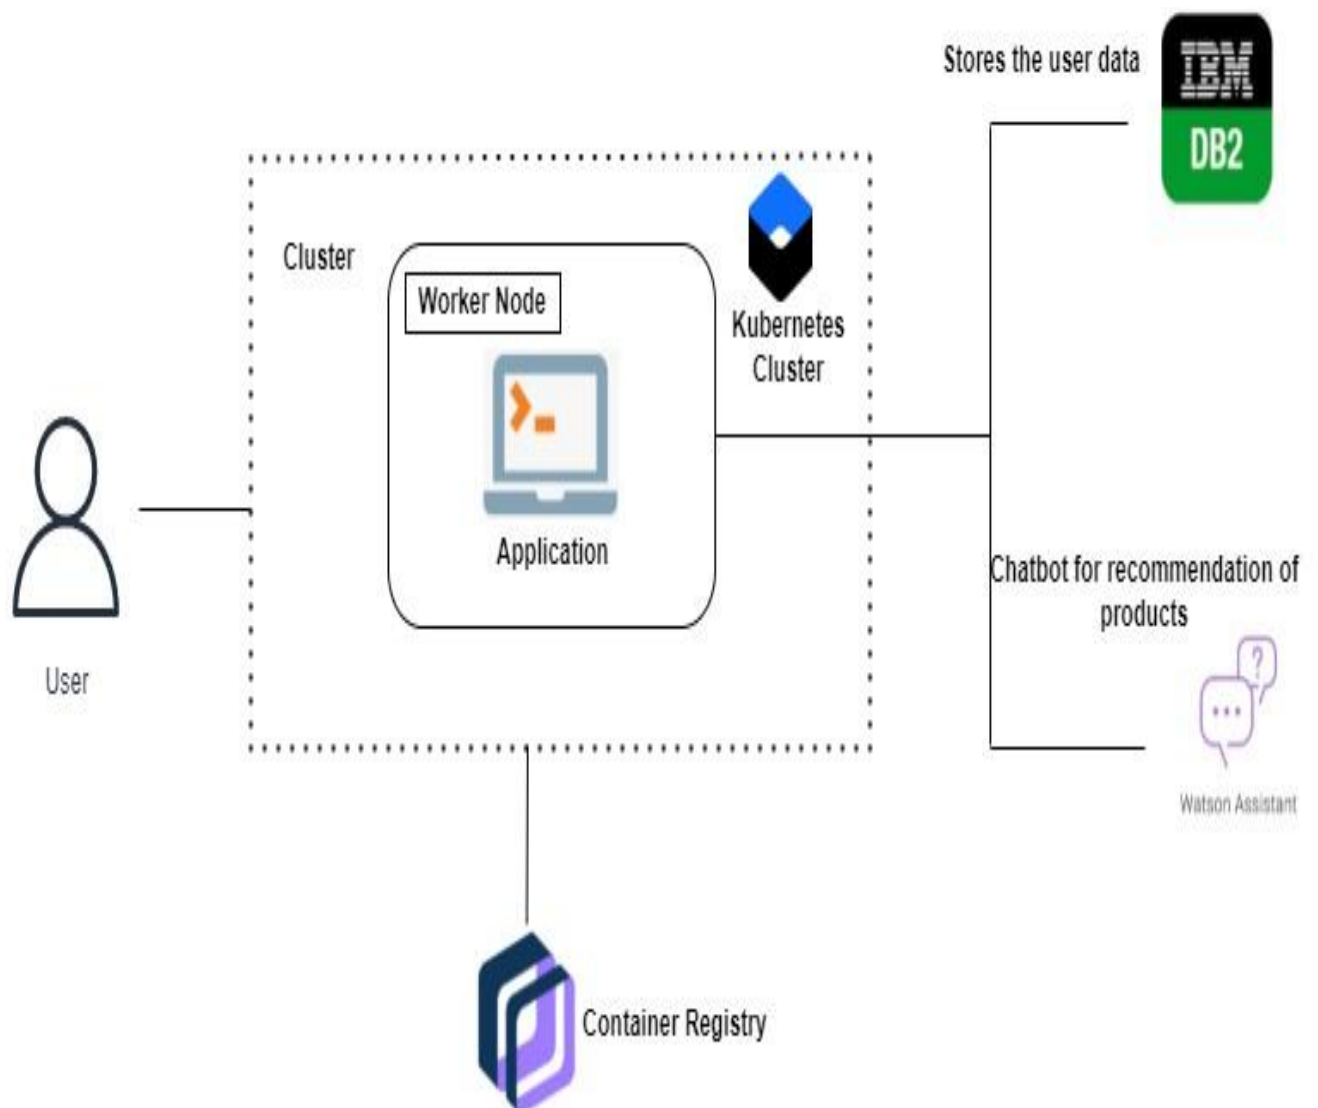 Stores the user data
IBM
DB2
Cluster
Worker Node
Kubernetes
Cluster
Application
User
Chatbot for recommendation of
products
?
Watson Assistant
Container Registry